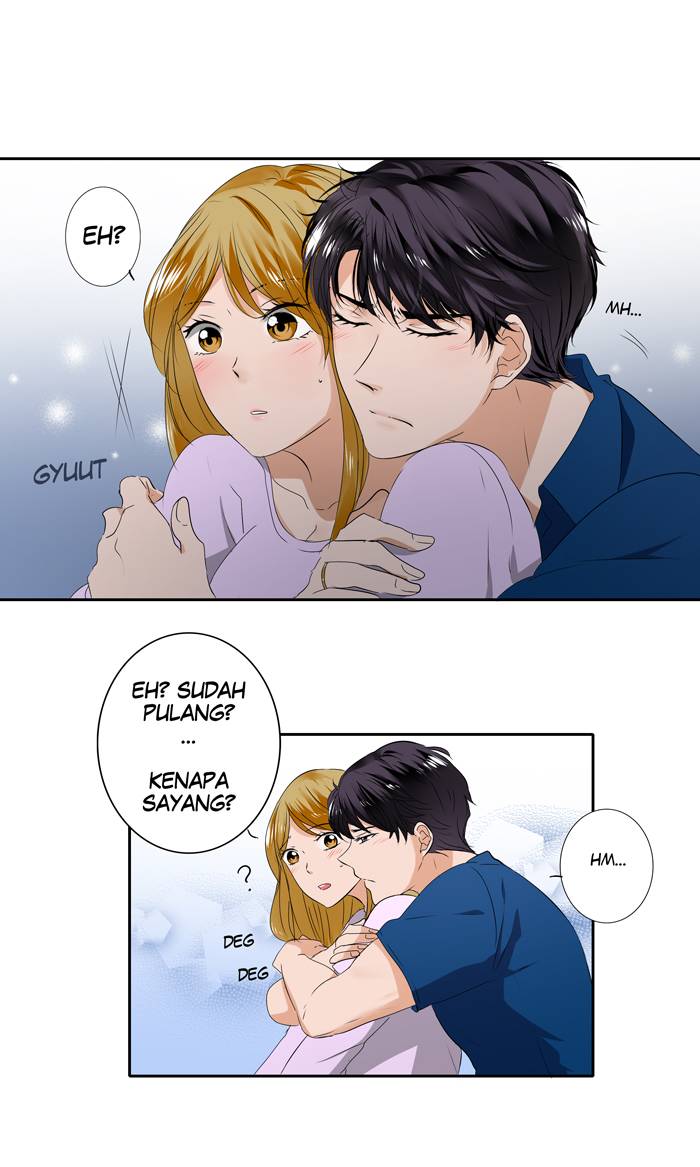 EH?
MH...
GYUUT
EH? SUDAH
PULANG?
...
KENAPA
SAYANG?
?
HM...
DEG
DEG